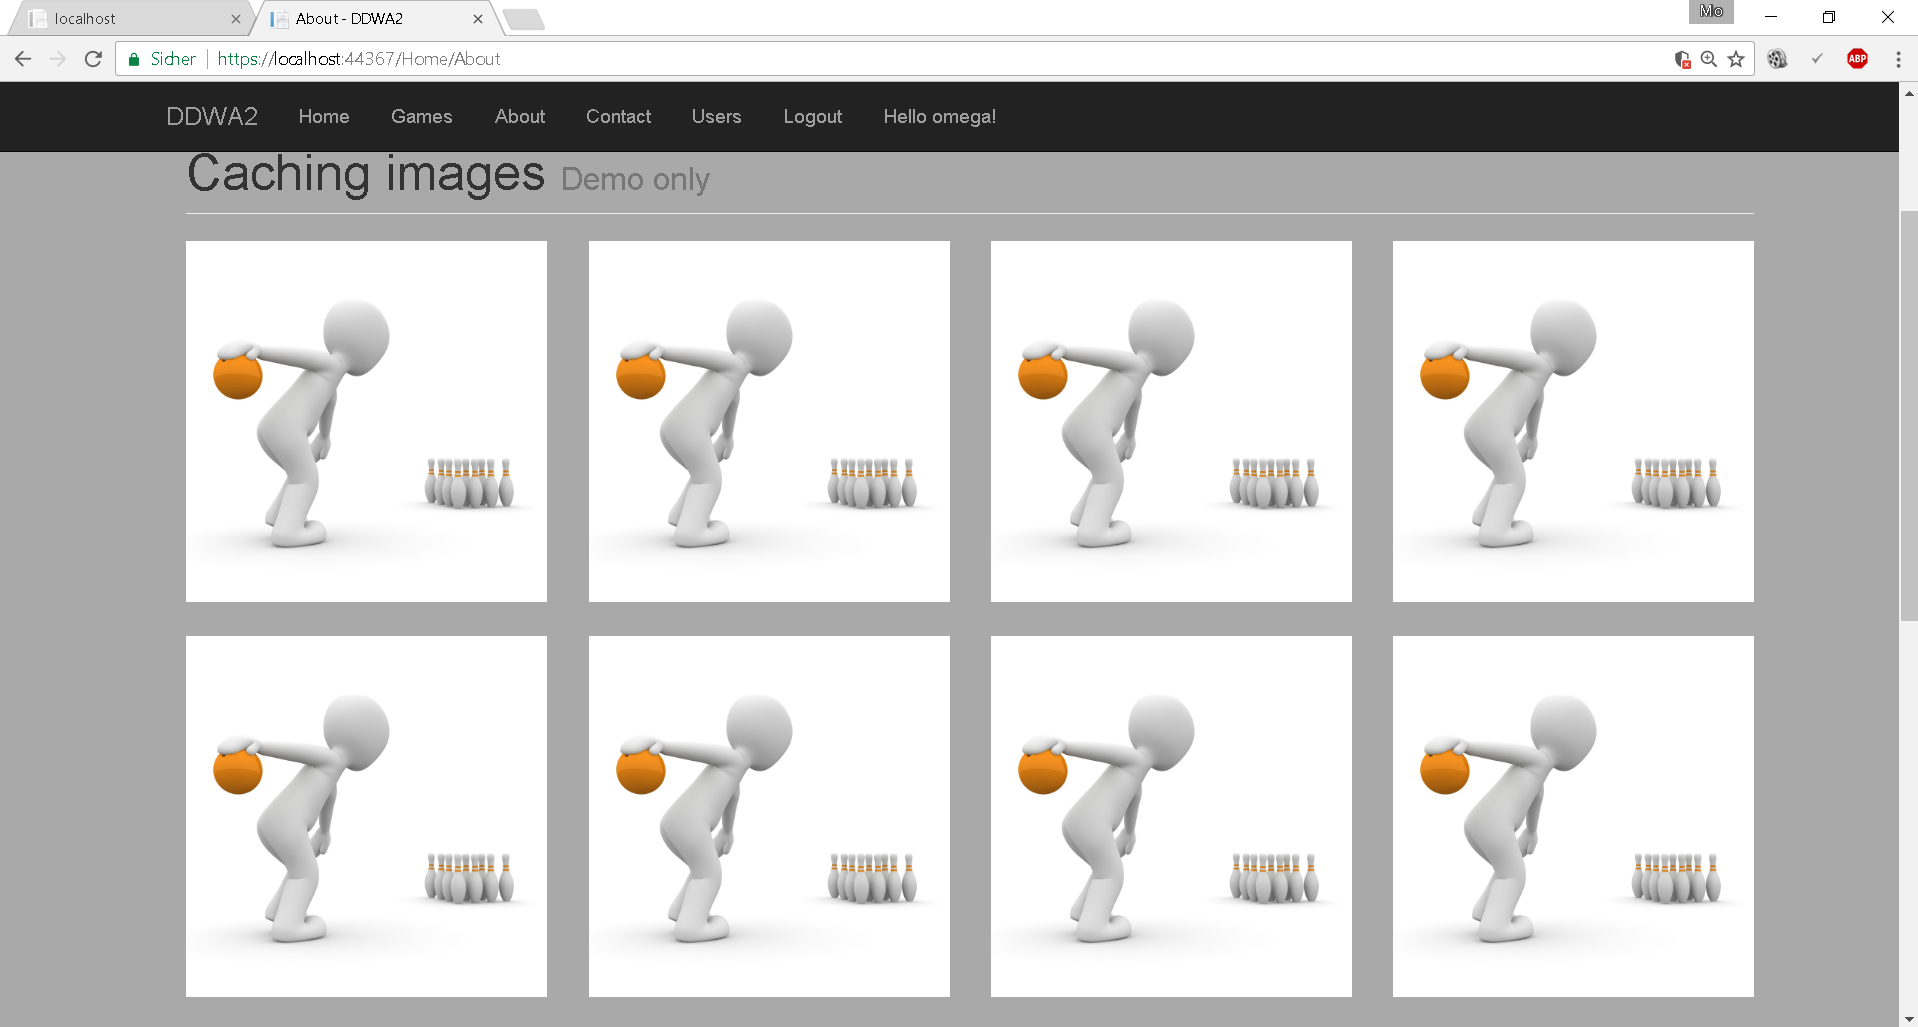 localhost
About - DDWA2
Mo
Sicher
https://localhost:44367/Home/About
ABP
DDWA2 Home Games About Contact Users Logout Hello omega!
Caching images Demo only